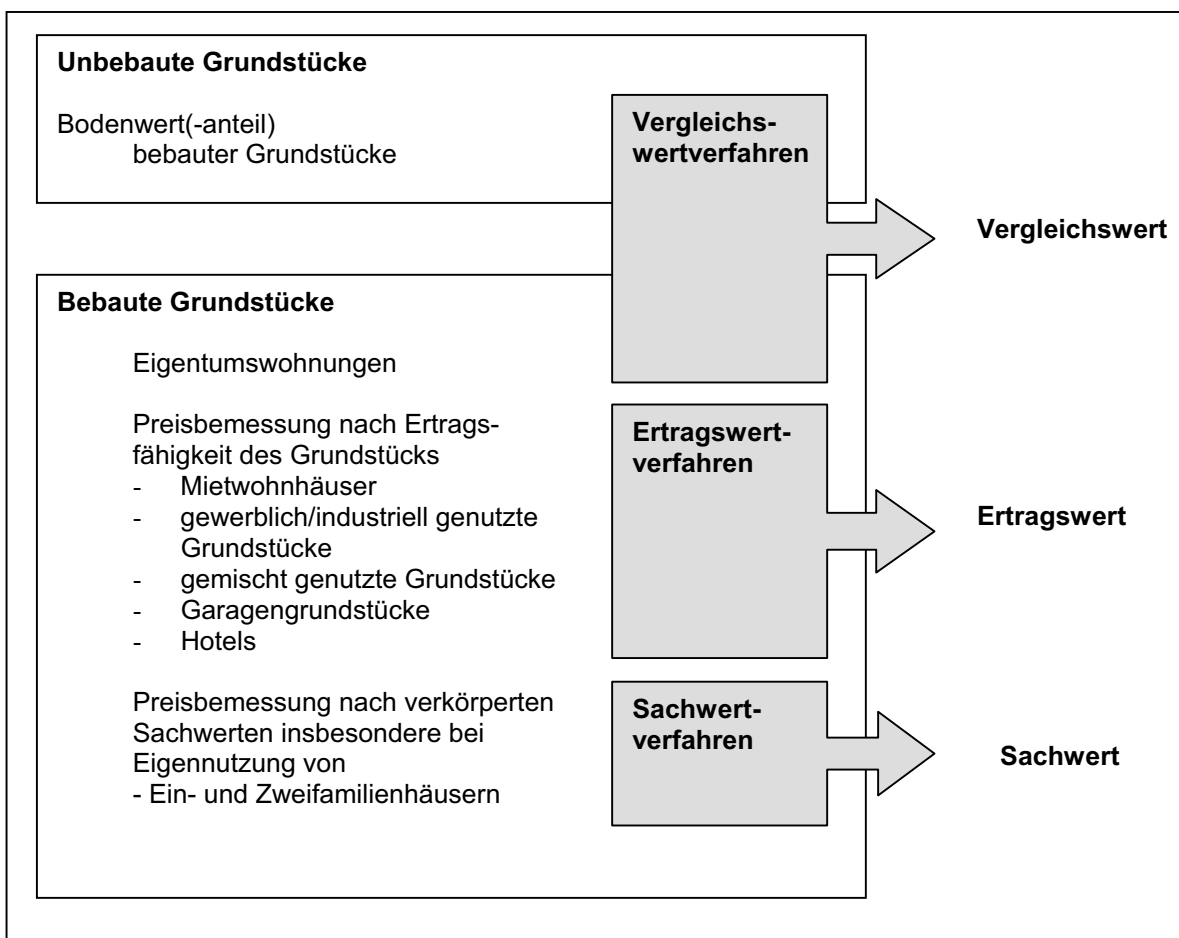 Unbebaute Grundstücke
Bodenwert(-anteil)
bebauter Grundstücke
Vergleichs-
wertverfahren
Vergleichswert
Bebaute Grundstücke
Eigentumswohnungen
Preisbemessung nach Ertrags-
fähigkeit des Grundstücks
- Mietwohnhäuser
- gewerblich/industriell genutzte
Grundstücke
- gemischt genutzte Grundstücke
- Garagengrundstücke
- Hotels
Ertragswert-
verfahren
Ertragswert
Preisbemessung nach verkörperten
Sachwerten insbesondere bei
Eigennutzung von
- Ein- und Zweifamilienhäusern
Sachwert-
verfahren
Sachwert